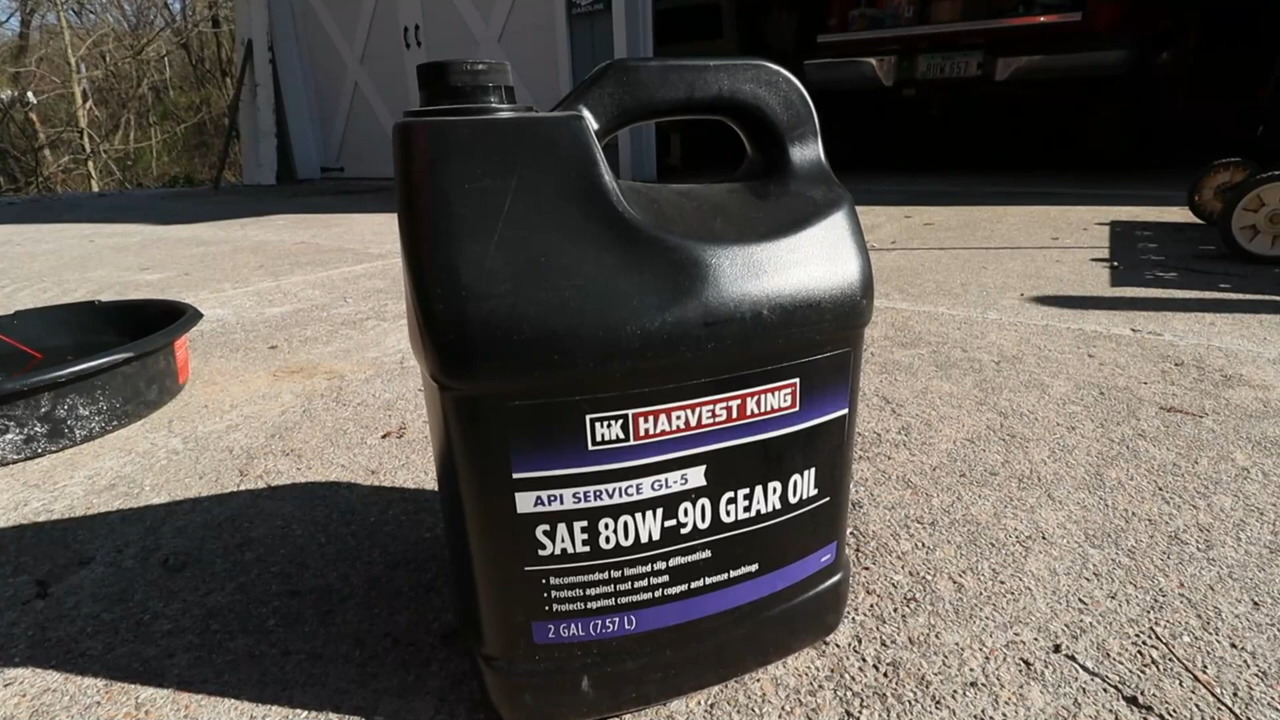 GASOLINE
HK HARVEST KING
API SERVICE GL-5
SAE 80W-90 GEAR OIL
• Recommended for limited slip differentials
• Protects against rust and foam
• Protects against corrosion of copper and bronze bushings
2 GAL (7.57 L)